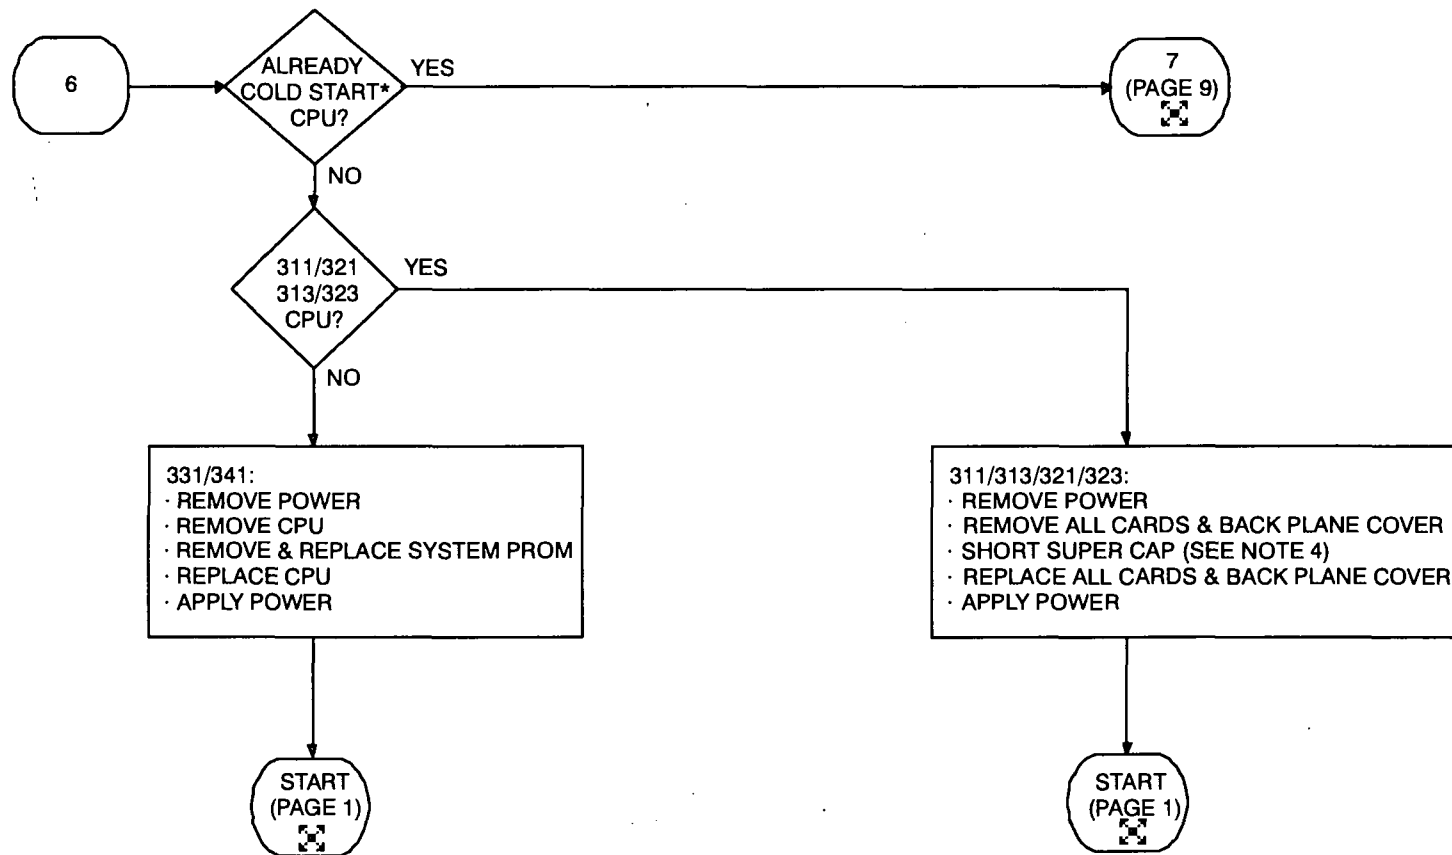 6
ALREADY
COLD START*
CPU?
YES
7
(PAGE 9)
NO
311/321
313/323
CPU?
YES
NO
331/341:
· REMOVE POWER
· REMOVE CPU
· REMOVE & REPLACE SYSTEM PROM
· REPLACE CPU
· APPLY POWER
311/313/321/323:
· REMOVE POWER
· REMOVE ALL CARDS & BACK PLANE COVER
· SHORT SUPER CAP (SEE NOTE 4)
· REPLACE ALL CARDS & BACK PLANE COVER
· APPLY POWER
START
(PAGE 1)
START
(PAGE 1)